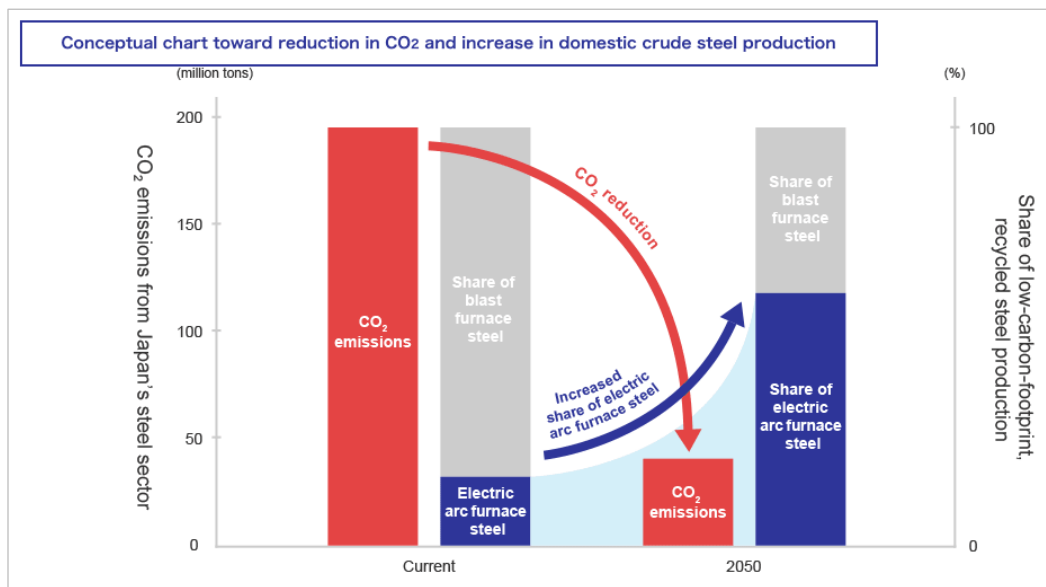 Conceptual chart toward reduction in CO2 and increase in domestic crude steel production
(million tons)
(%)
200
150
100
50
0
CO₂ emissions from Japan's steel sector
CO₂
emissions
Share of
blast
furnace
steel
Electric
arc furnace
steel
CO₂ reduction
Increased
share of electric
arc furnace steel
CO₂
emissions
Share of
blast
furnace
steel
Share of
electric
arc furnace
steel
100
0
Share of low-carbon-footprint,
recycled steel production
Current
2050